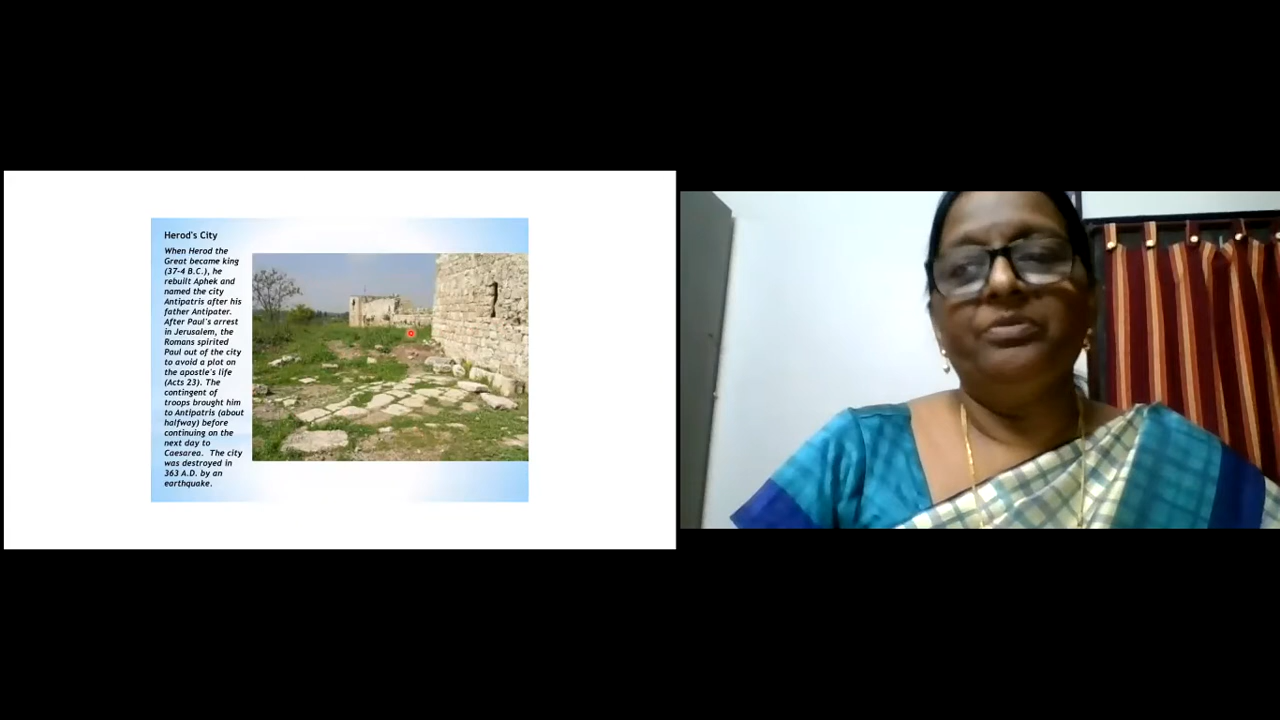 Herod's City
When Herod the
Great became king
(37-4 B.C.), he
rebuilt Aphek and
named the city
Antipatris after his
father Antipater.
After Paul's arrest
in Jerusalem, the
Romans spirited
Paul out of the city
to avoid a plot on
the apostle's life
(Acts 23). The
contingent of
troops brought him
to Antipatris (about
halfway) before
continuing on the
next day to
Caesarea. The city
was destroyed in
363 A.D. by an
earthquake.